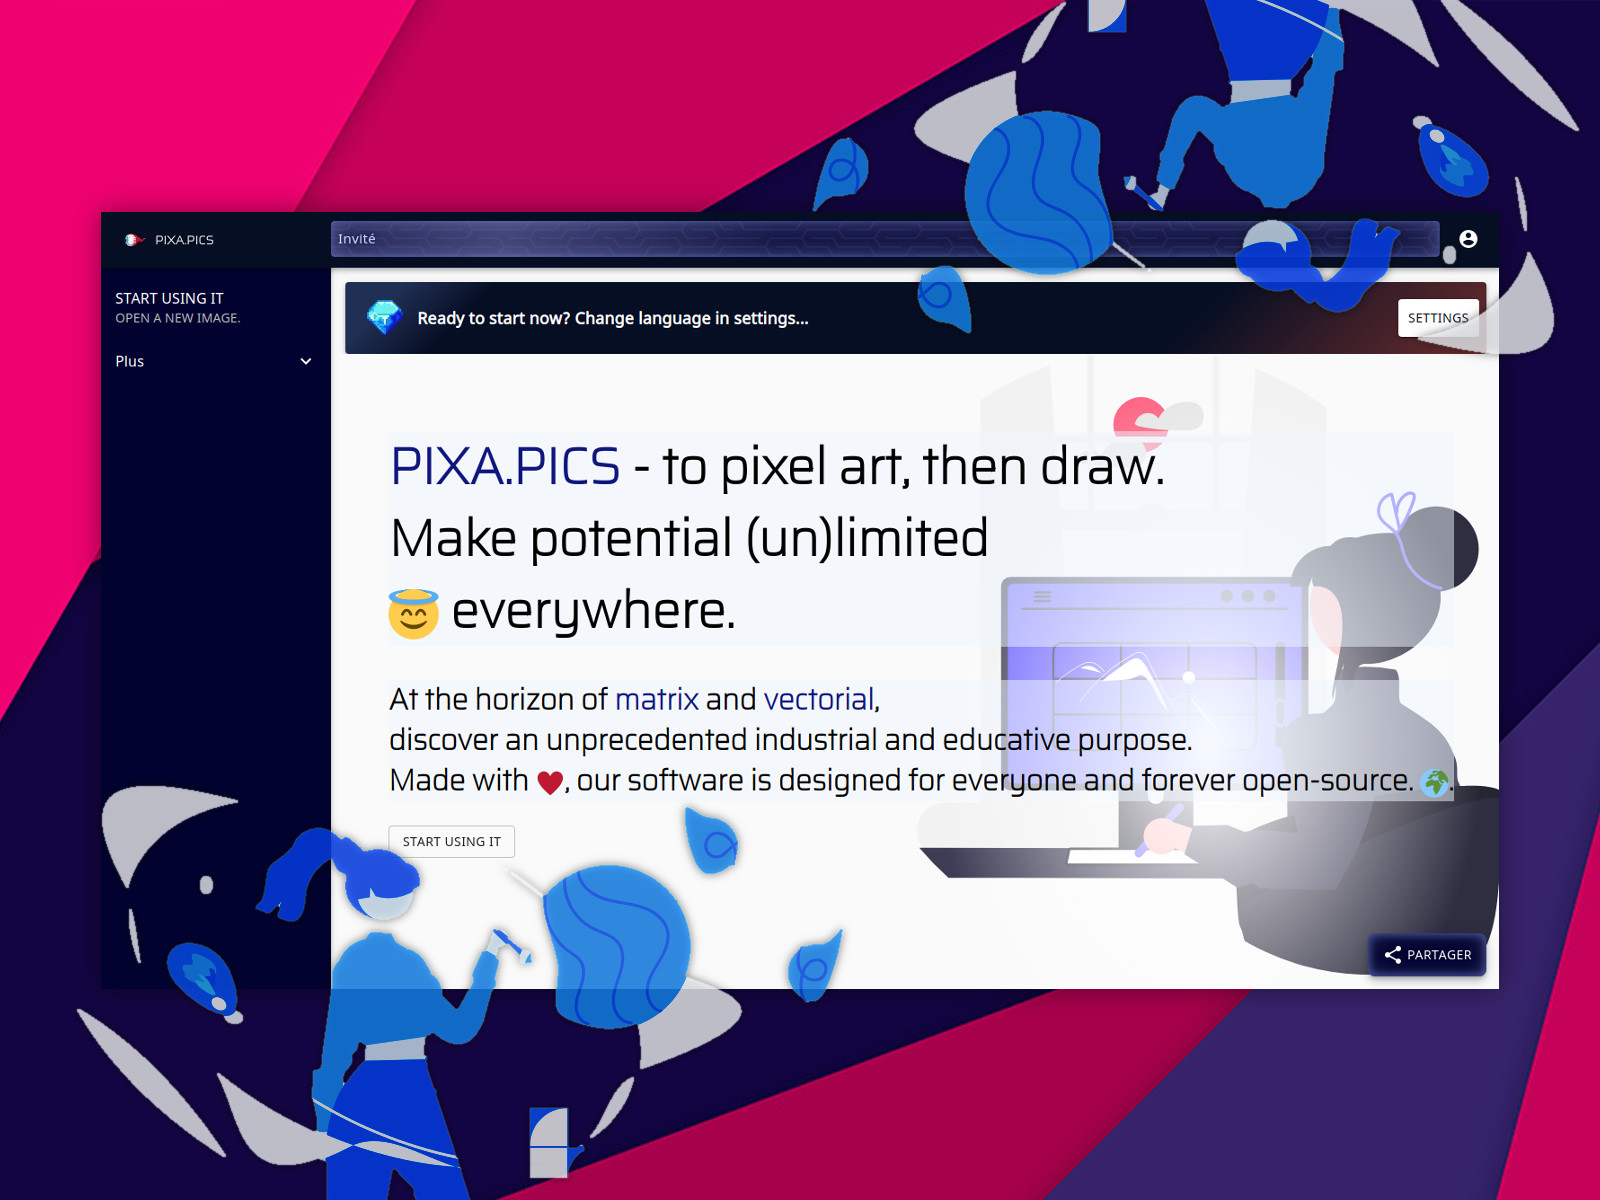 PIXA.PICS
Invité
START USING IT
OPEN A NEW IMAGE.
Plus
Ready to start now? Change language in settings...
SETTINGS
PIXA.PICS - to pixel art, then draw.
Make potential (un)limited
😇 everywhere.
At the horizon of matrix and vectorial,
discover an unprecedented industrial and educative purpose.
Made with ❤, our software is designed for everyone and forever open-source. 🌍.
START USING IT
PARTAGER